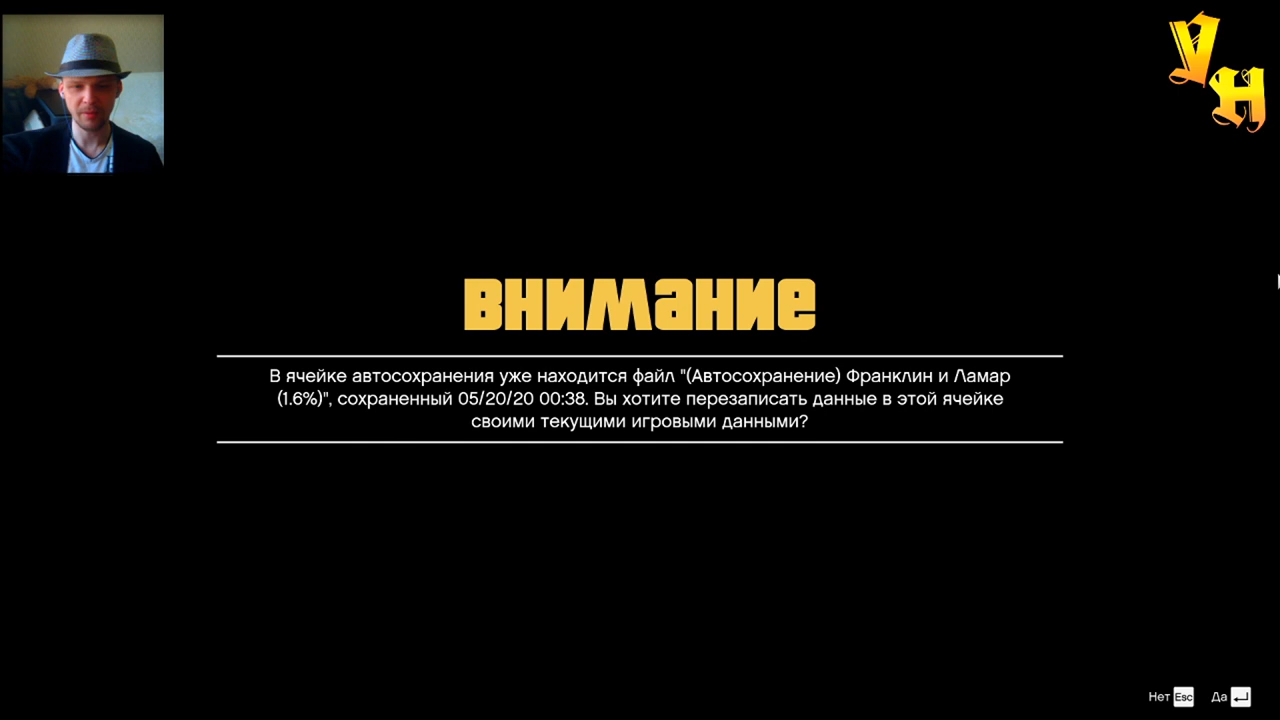 УН
внимание
В ячейке автосохранения уже находится файл "(Автосохранение) Франклин и Ламар
(1.6%)", сохраненный 05/20/20 00:38. Вы хотите перезаписать данные в этой ячейке
своими текущими игровыми данными?
Нет Esc Да